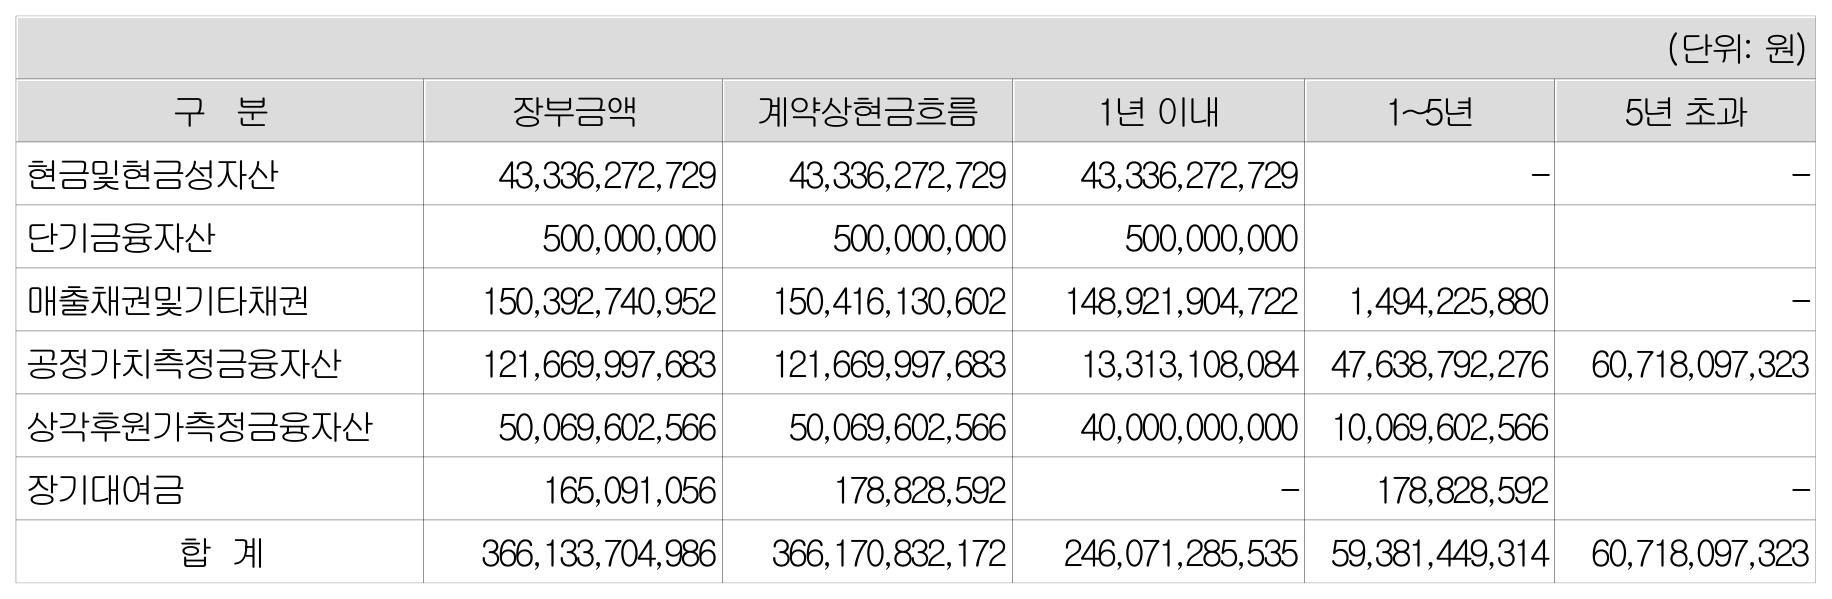 (단위: 원)
구 분 장부금액 계약상현금흐름 1년 이내 1~5년 5년 초과
현금및현금성자산 43,336,272,729 43,336,272,729 43,336,272,729 - -
단기금융자산 500,000,000 500,000,000 500,000,000
매출채권및기타채권 150,392,740,952 150,416,130,602 148,921,904,722 1,494,225,880 -
공정가치측정금융자산 121,669,997,683 121,669,997,683 13,313,108,084 47,638,792,276 60,718,097,323
상각후원가측정금융자산 50,069,602,566 50,069,602,566 40,000,000,000 10,069,602,566
장기대여금 165,091,056 178,828,592 - 178,828,592 -
합 계 366,133,704,986 366,170,832,172 246,071,285,535 59,381,449,314 60,718,097,323